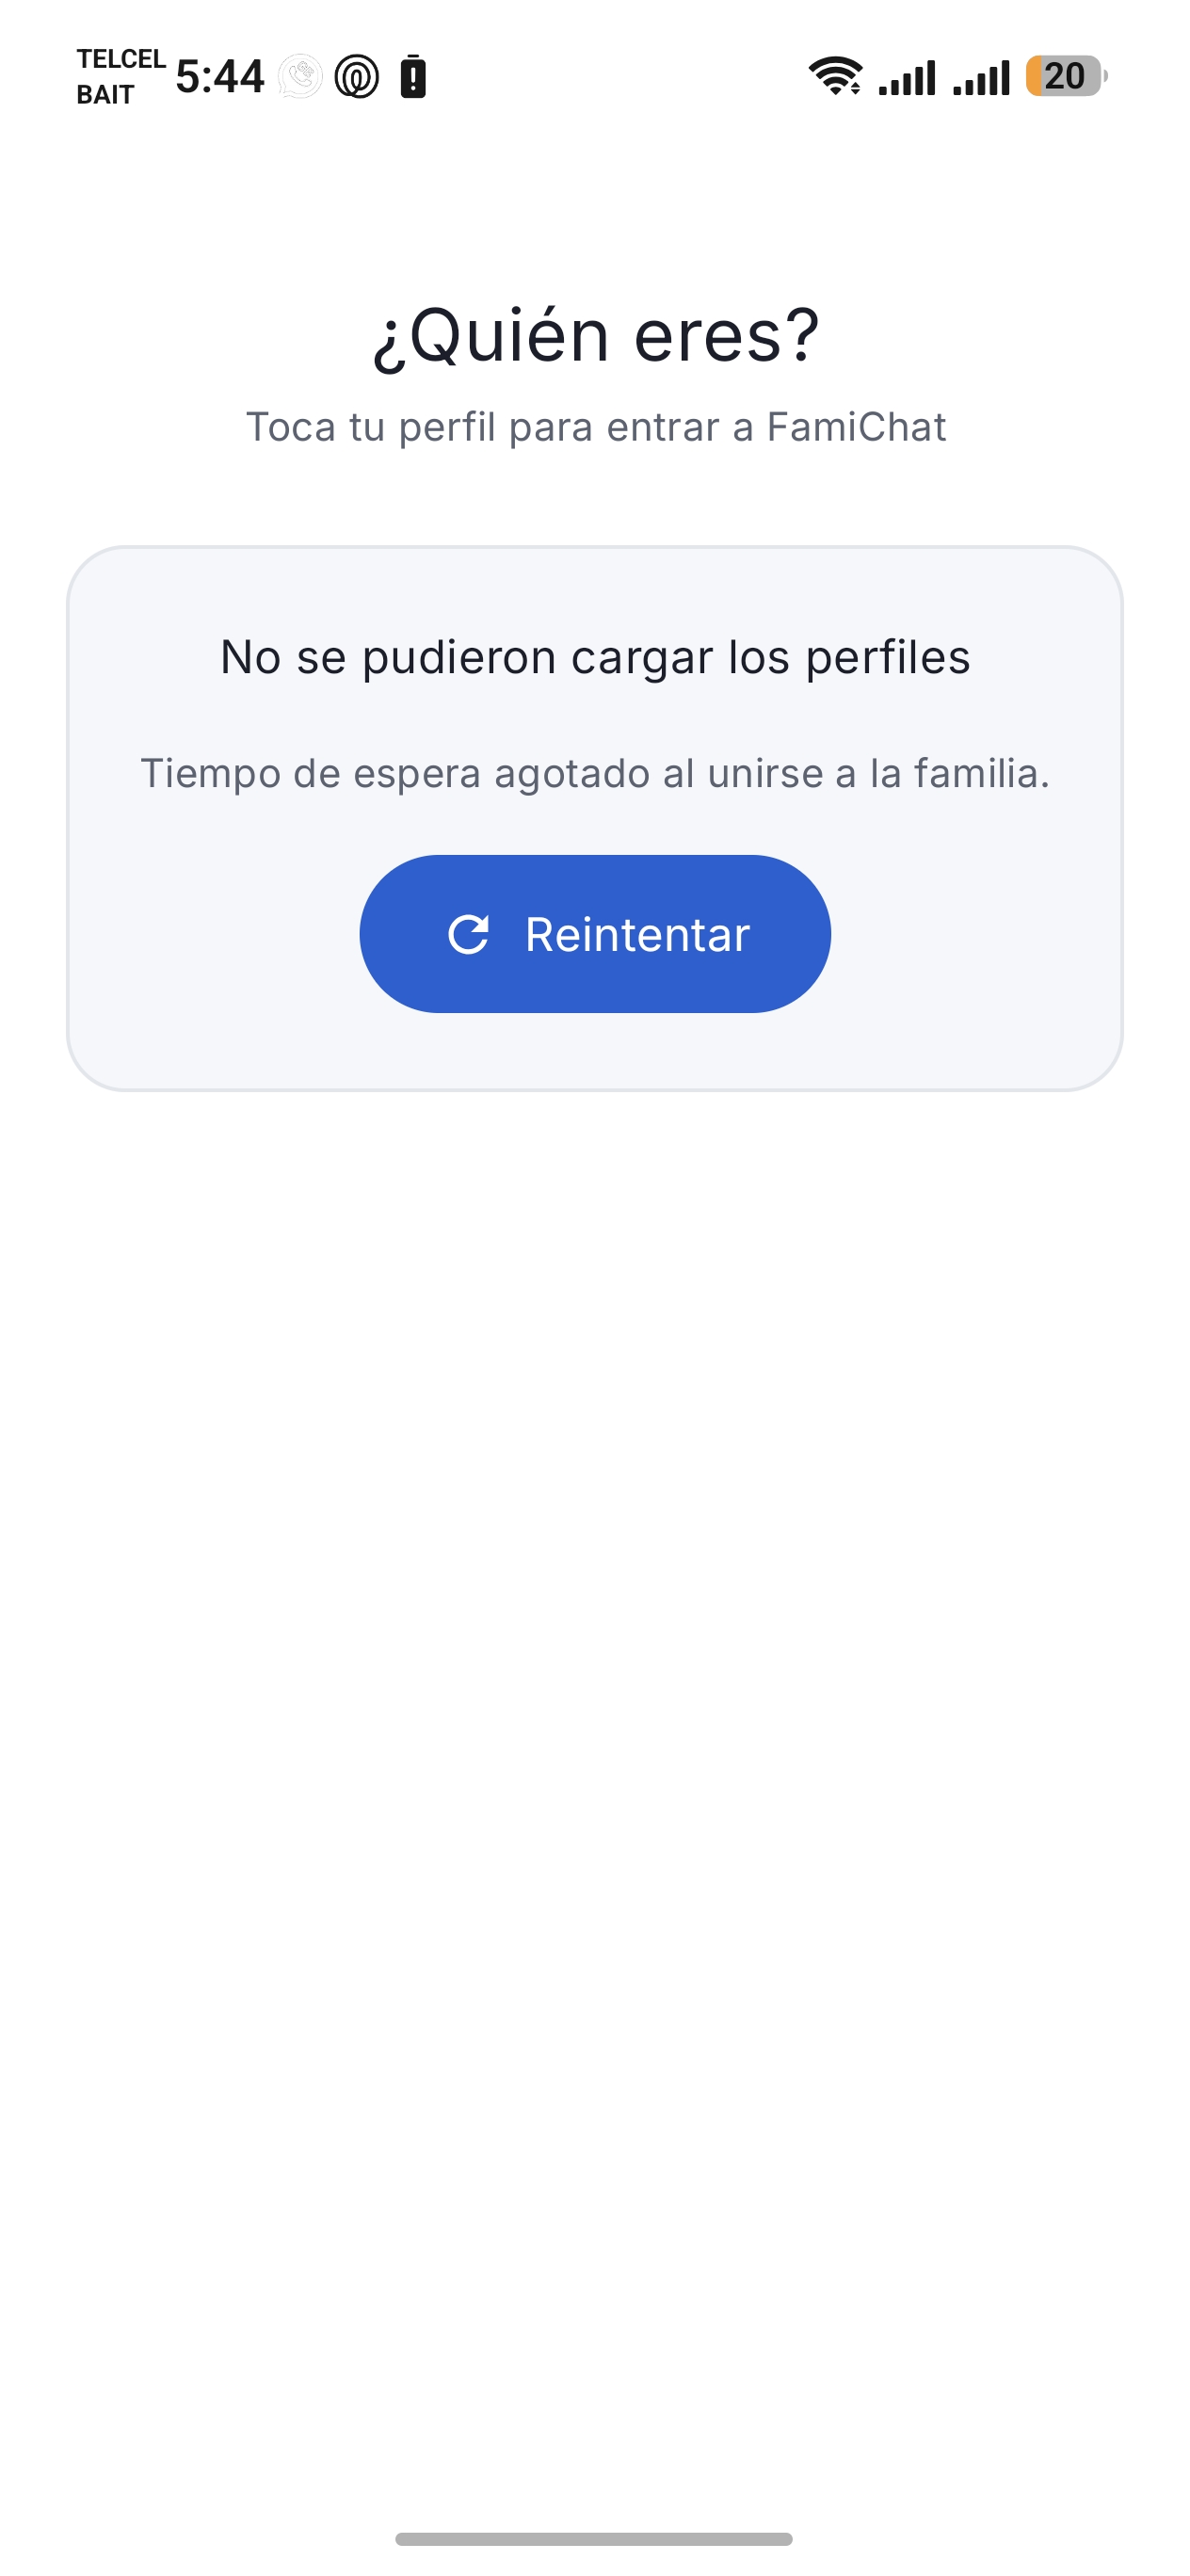 TELCEL
BAIT
5:44
20
¿Quién eres?
Toca tu perfil para entrar a FamiChat
No se pudieron cargar los perfiles
Tiempo de espera agotado al unirse a la familia.
Reintentar